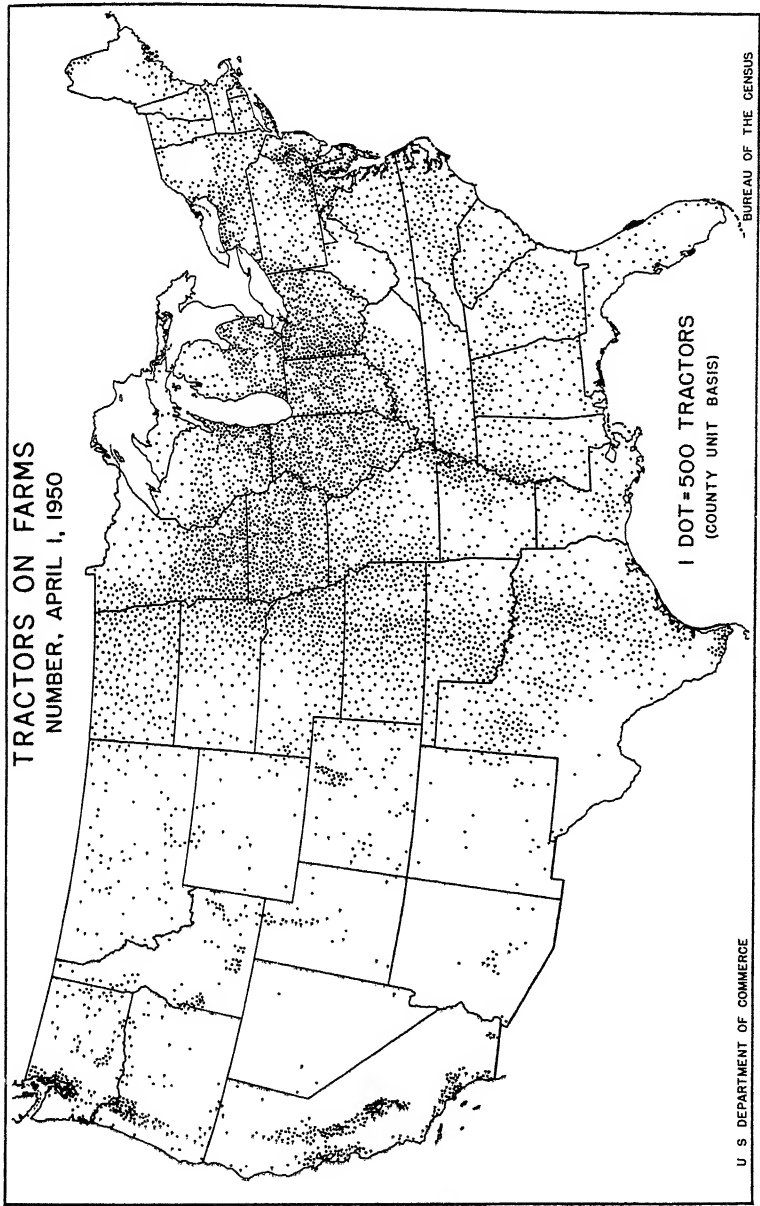 TRACTORS ON FARMS
NUMBER, APRIL 1, 1950
1 DOT = 500 TRACTORS
(COUNTY UNIT BASIS)
U S DEPARTMENT OF COMMERCE
BUREAU OF THE CENSUS